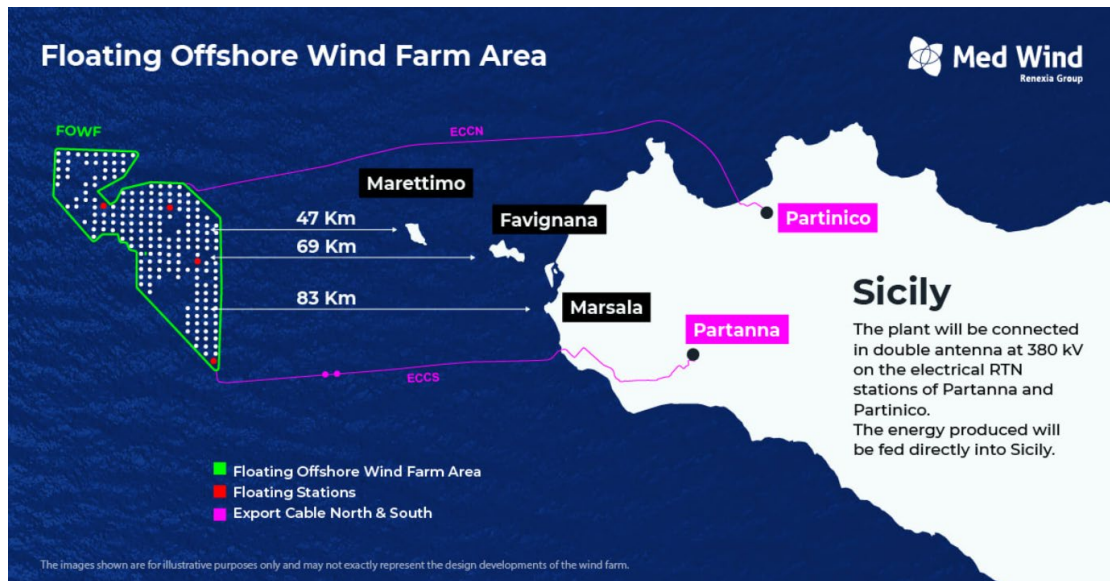 Floating Offshore Wind Farm Area
Med Wind
Renexia Group
FOWF
ECCN
Marettimo
47 Km
Favignana
69 Km
Partinico
83 Km
Marsala
Partanna
ECCS
Sicily
The plant will be connected
in double antenna at 380 kV
on the electrical RTN
stations of Partanna and
Partinico.
The energy produced will
be fed directly into Sicily.
Floating Offshore Wind Farm Area
Floating Stations
Export Cable North & South
The images shown are for illustrative purposes only and may not exactly represent the design developments of the wind farm.